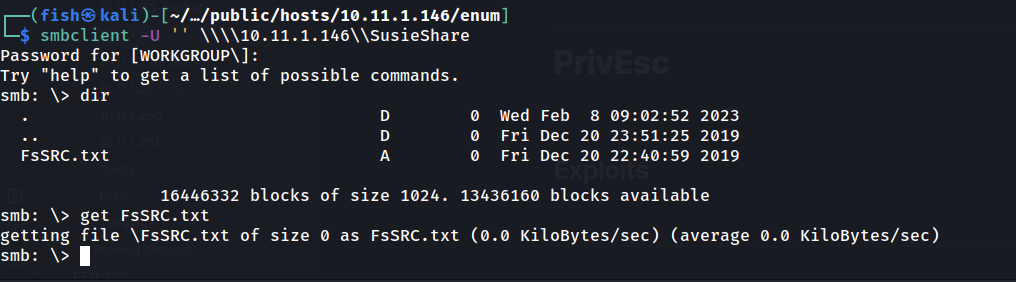 (fish㉿kali)-[~/…/public/hosts/10.11.1.146/enum]
$ smbclient -U '' \\\\10.11.1.146\\SusieShare
Password for [WORKGROUP\]:
Try "help" to get a list of possible commands.
smb: \> dir
. D 0 Wed Feb 8 09:02:52 2023
.. D 0 Fri Dec 20 23:51:25 2019
FsSRC.txt A 0 Fri Dec 20 22:40:59 2019
16446332 blocks of size 1024. 13436160 blocks available
smb: \> get FsSRC.txt
getting file \FsSRC.txt of size 0 as FsSRC.txt (0.0 KiloBytes/sec) (average 0.0 KiloBytes/sec)
smb: \>
PrivEsc
Exploits